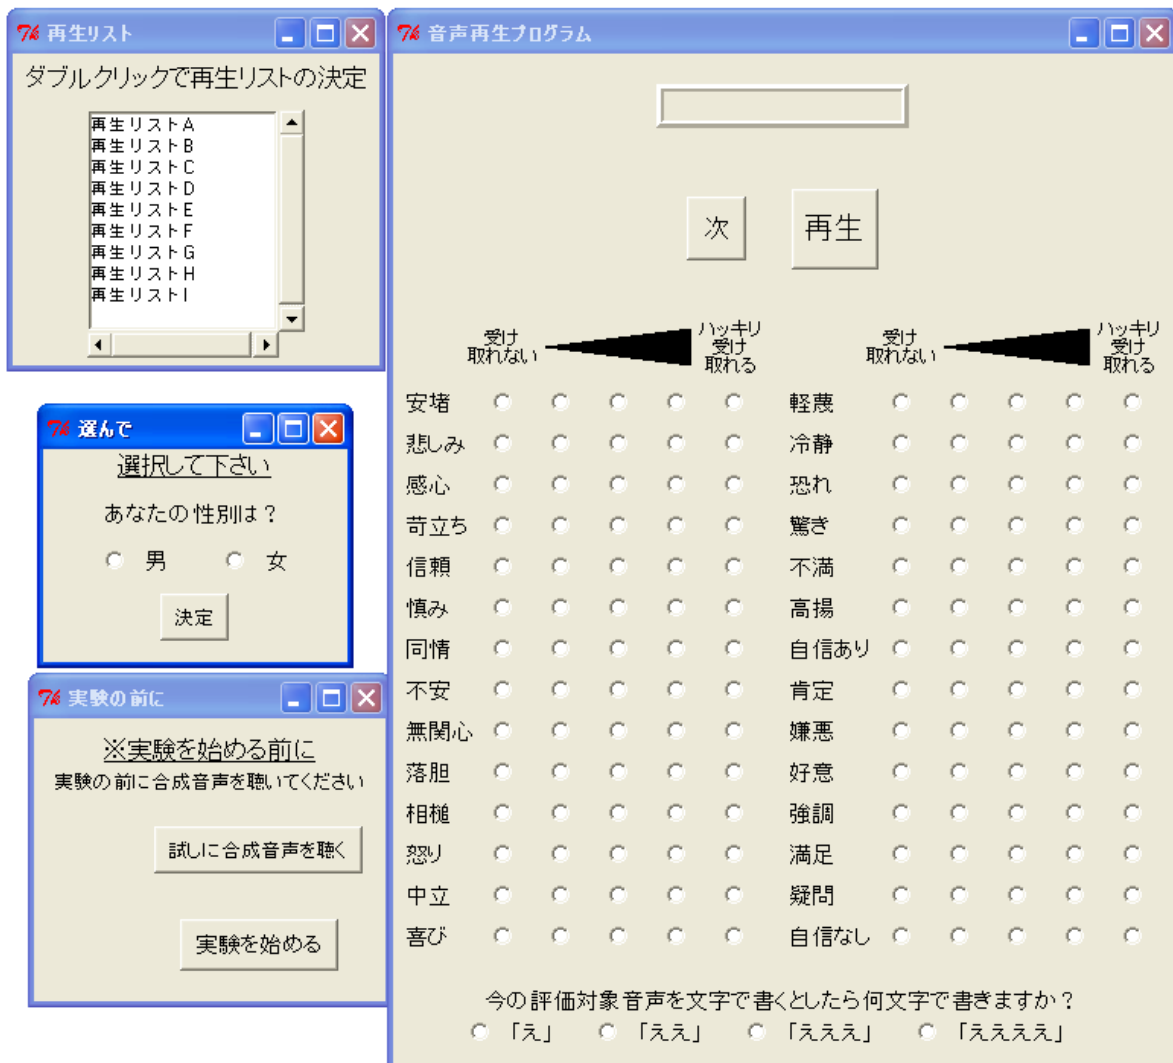 再生リスト
ダブルクリックで再生リストの決定
再生リストA
再生リストB
再生リストC
再生リストD
再生リストE
再生リストF
再生リストG
再生リストH
再生リストI
選んで
選択して下さい
あなたの性別は？
男 女
決定
実験の前に
※実験を始める前に
実験の前に合成音声を聴いてください
試しに合成音声を聴く
実験を始める
音声再生プログラム
次 再生
受け
取れない
ハッキリ
受け
取れる
受け
取れない
ハッキリ
受け
取れる
安堵 軽蔑
悲しみ 冷静
感心 恐れ
苛立ち 驚き
信頼 不満
慎み 高揚
同情 自信あり
不安 肯定
無関心 嫌悪
落胆 好意
相槌 強調
怒り 満足
中立 疑問
喜び 自信なし
今の評価対象音声を文字で書くとしたら何文字で書きますか？
「え」 「ええ」 「えええ」 「ええええ」